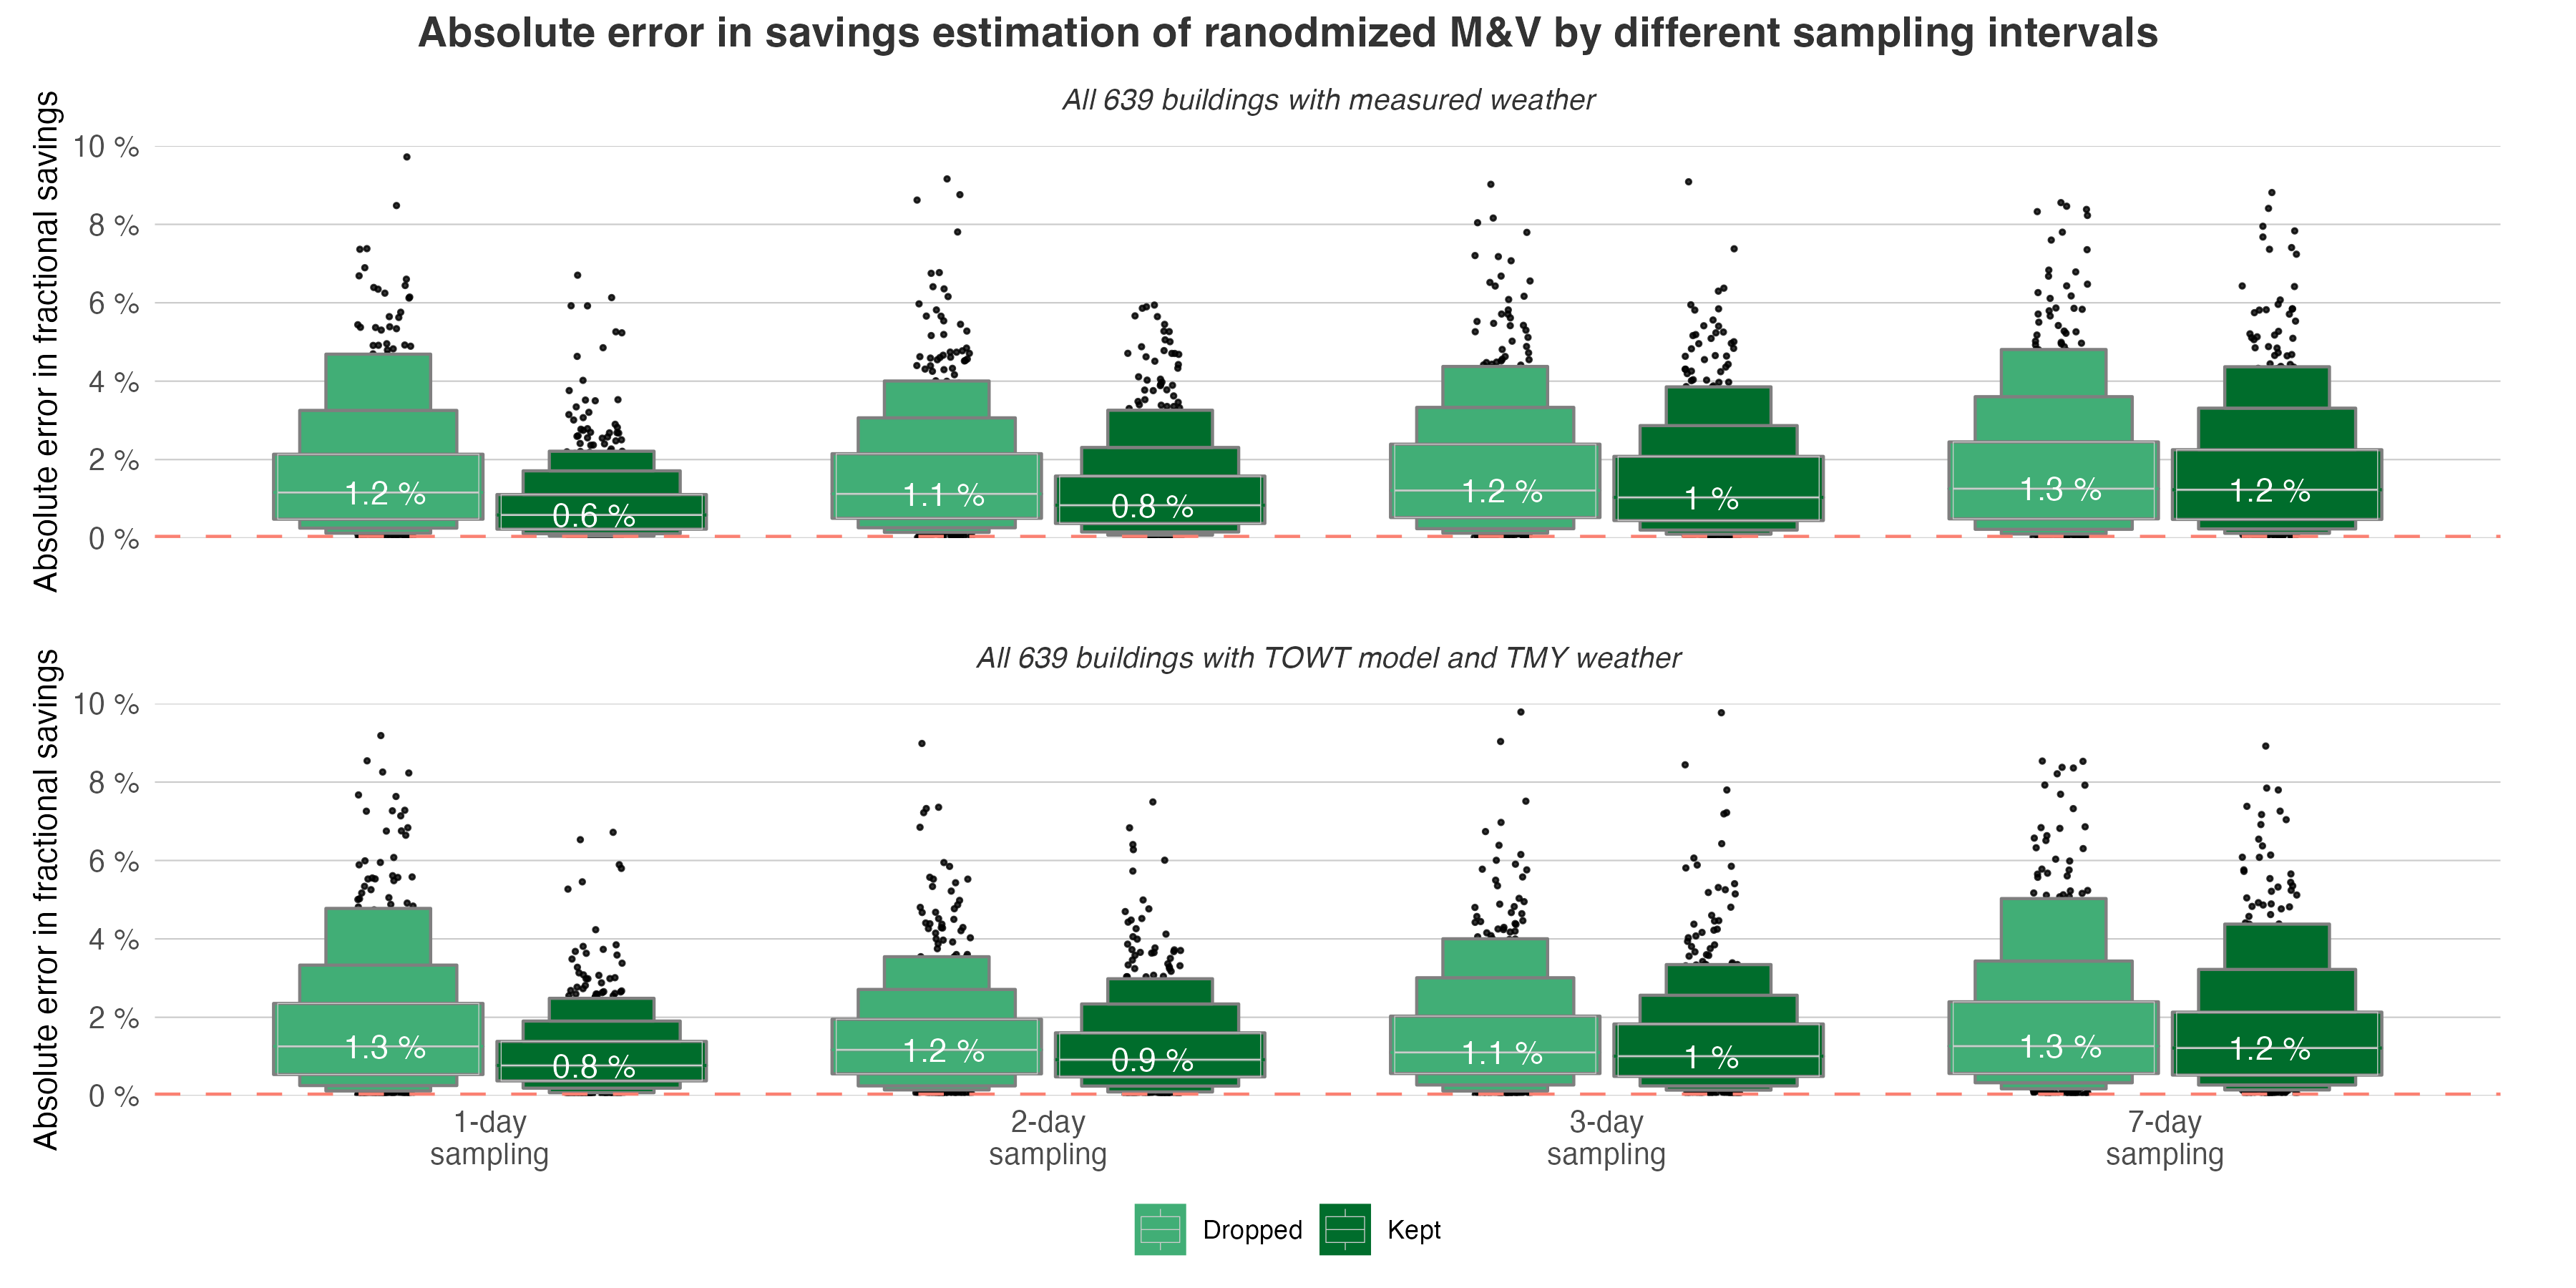 Absolute error in savings estimation of ranodmized M&V by different sampling intervals
All 639 buildings with measured weather
Absolute error in fractional savings
10 %
8 %
6 %
4 %
2 %
0 %
1.2 %
0.6 %
1.1 %
0.8 %
1.2 %
1 %
1.3 %
1.2 %
All 639 buildings with TOWT model and TMY weather
Absolute error in fractional savings
10 %
8 %
6 %
4 %
2 %
0 %
1.3 %
0.8 %
1.2 %
0.9 %
1.1 %
1 %
1.3 %
1.2 %
1-day
sampling
2-day
sampling
3-day
sampling
7-day
sampling
Dropped
Kept